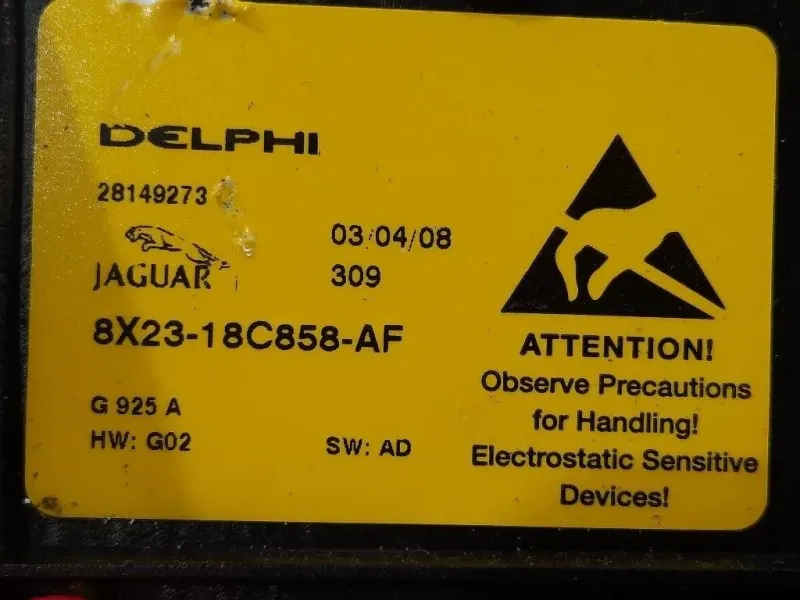 DELPHI
28149273
JAGUAR
03/04/08
309
8X23-18C858-AF
G 925 A
HW: G02
SW: AD
ATTENTION!
Observe Precautions
for Handling!
Electrostatic Sensitive
Devices!